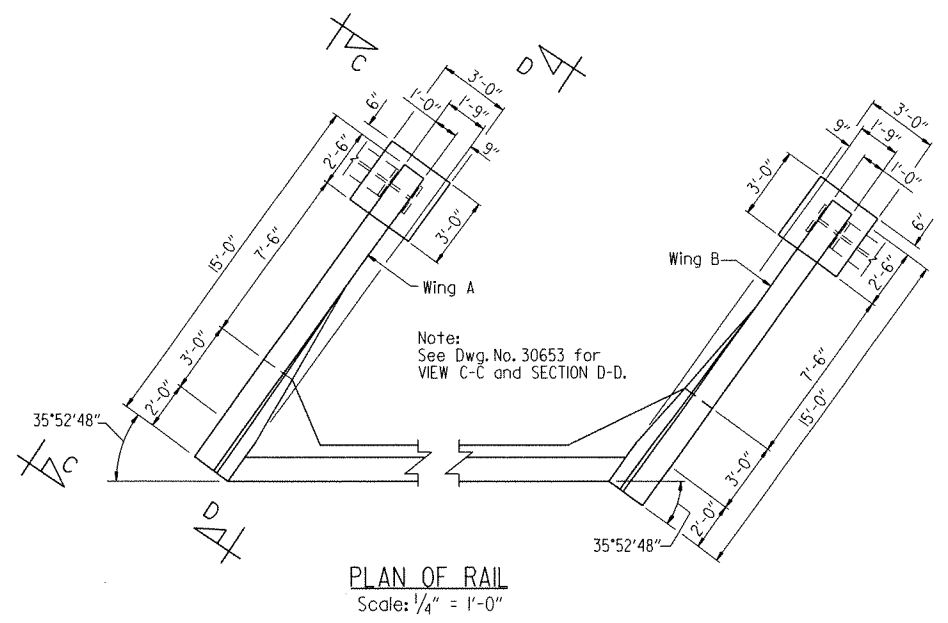 C
D
3'-0"
1'-0"
1'-9"
9"
6"
2'-6"
7'-6"
15'-0"
3'-0"
3'-0"
2'-0"
35°52'48"
C
D
Wing A
Note:
See Dwg. No. 30653 for
VIEW C-C and SECTION D-D.
3'-0"
9"
1'-9"
1'-0"
3'-0"
6"
2'-6"
Wing B
7'-6"
15'-0"
3'-0"
2'-0"
35°52'48"
PLAN OF RAIL
Scale: 1/4" = 1'-0"